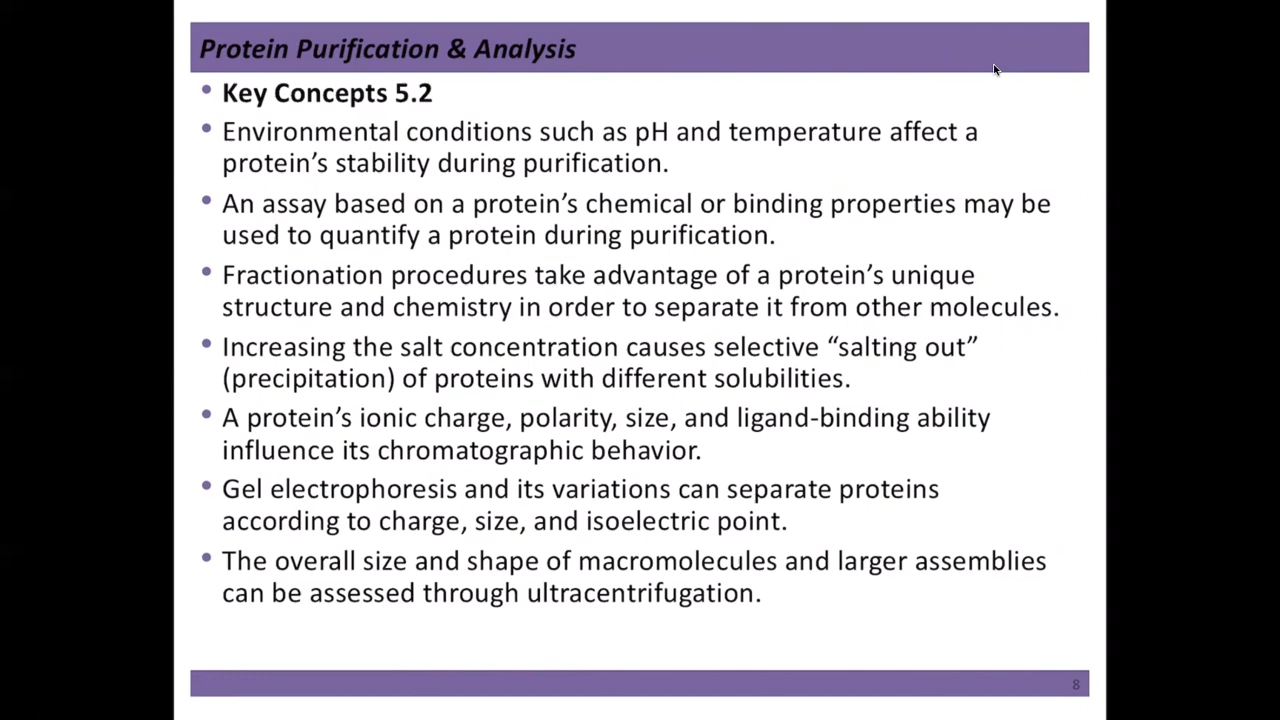 Protein Purification & Analysis
• Key Concepts 5.2
• Environmental conditions such as pH and temperature affect a
protein’s stability during purification.
• An assay based on a protein’s chemical or binding properties may be
used to quantify a protein during purification.
• Fractionation procedures take advantage of a protein’s unique
structure and chemistry in order to separate it from other molecules.
• Increasing the salt concentration causes selective “salting out”
(precipitation) of proteins with different solubilities.
• A protein’s ionic charge, polarity, size, and ligand-binding ability
influence its chromatographic behavior.
• Gel electrophoresis and its variations can separate proteins
according to charge, size, and isoelectric point.
• The overall size and shape of macromolecules and larger assemblies
can be assessed through ultracentrifugation.
8